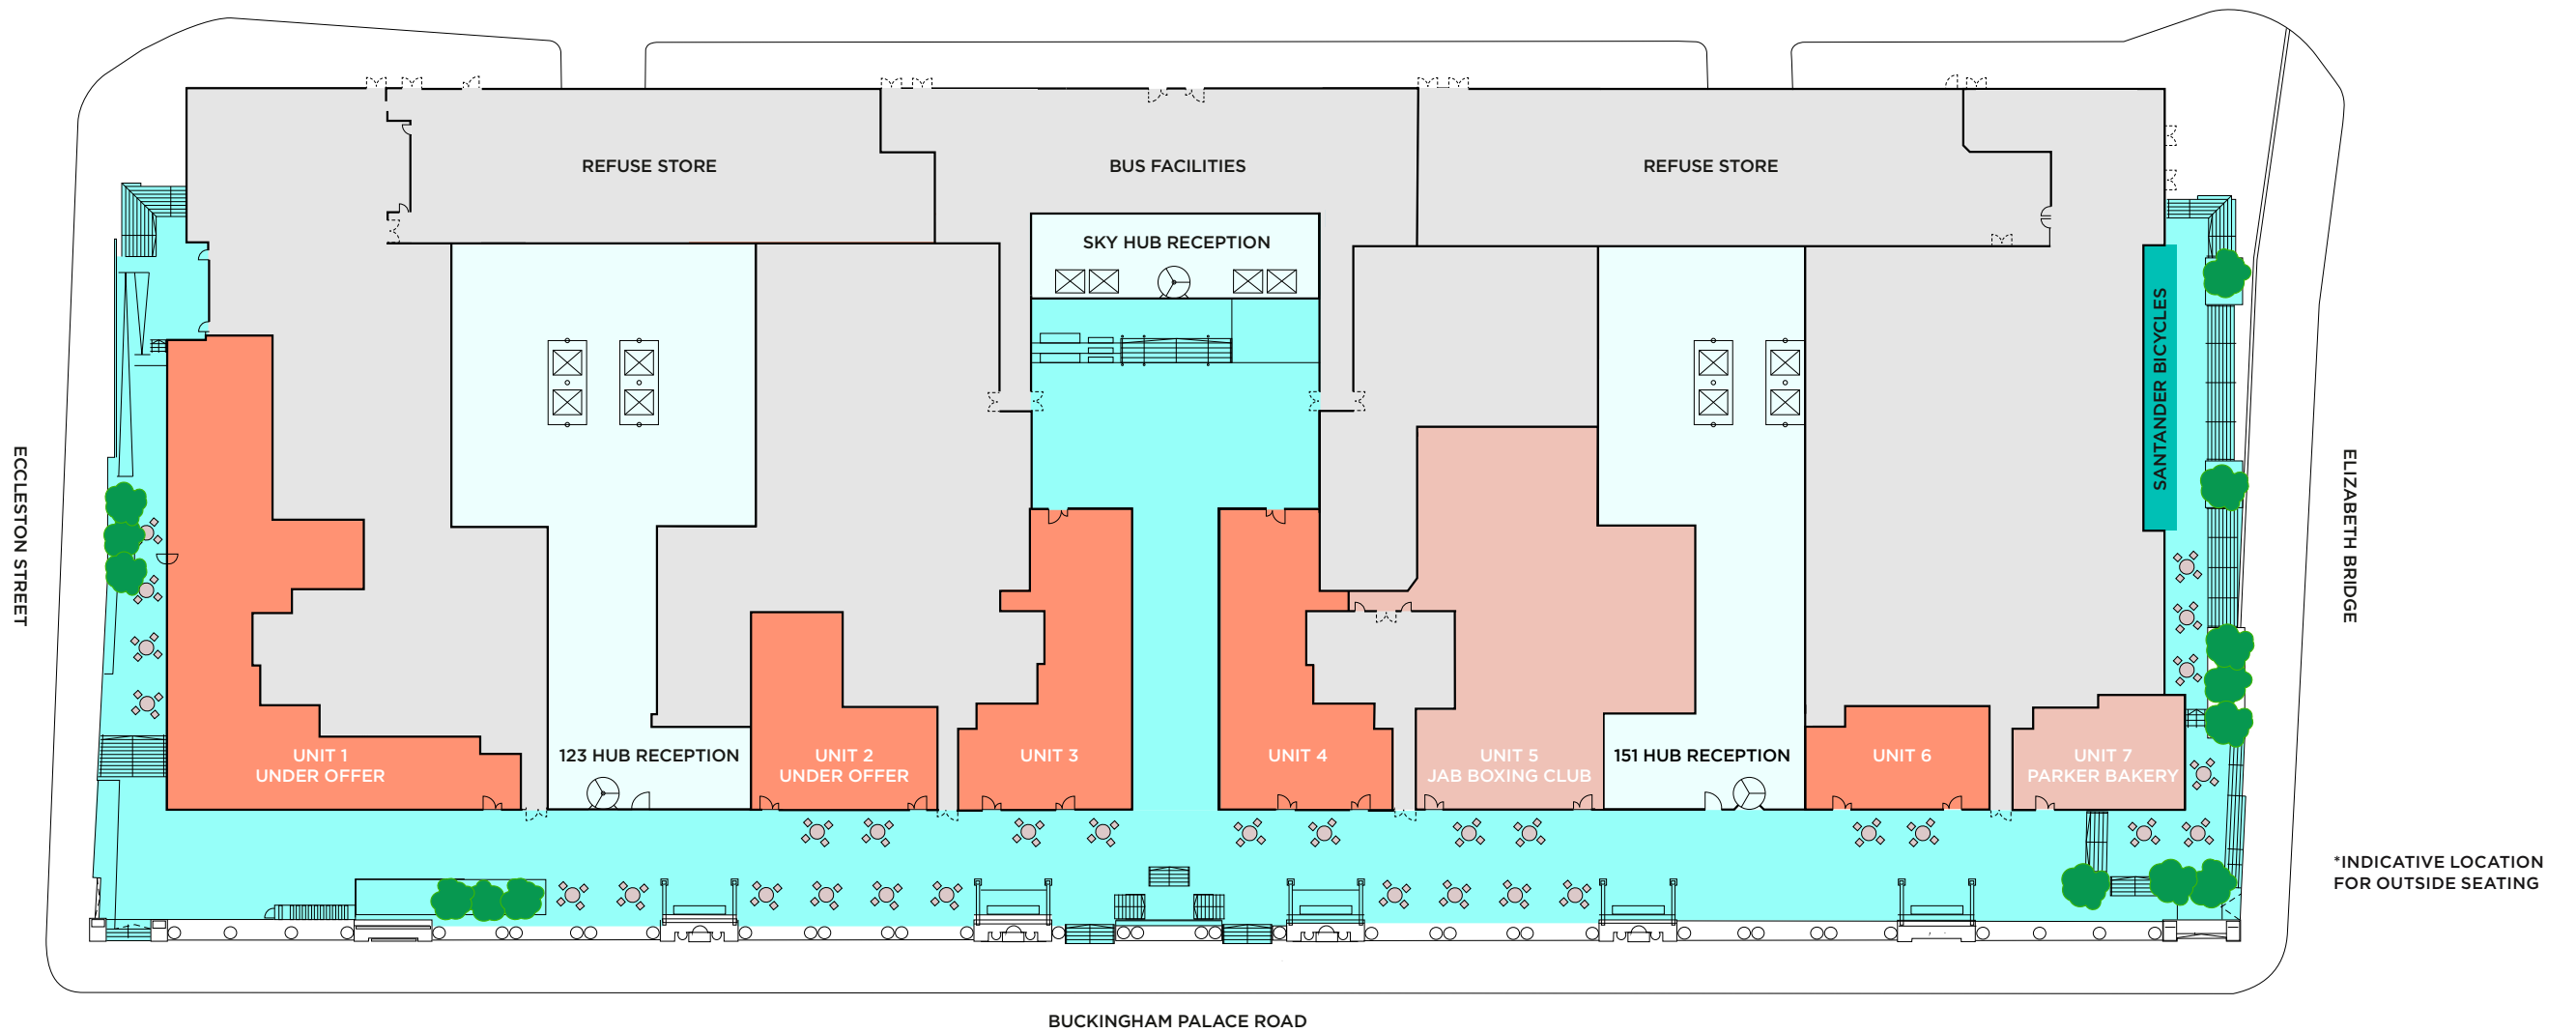 REFUSE STORE
BUS FACILITIES
REFUSE STORE
SKY HUB RECEPTION
SANTANDER BICYCLES
ECCLESTON STREET
ELIZABETH BRIDGE
UNIT 1
UNDER OFFER
123 HUB RECEPTION
UNIT 2
UNDER OFFER
UNIT 3
UNIT 4
UNIT 5
JAB BOXING CLUB
151 HUB RECEPTION
UNIT 6
UNIT 7
PARKER BAKERY
*INDICATIVE LOCATION
FOR OUTSIDE SEATING
BUCKINGHAM PALACE ROAD